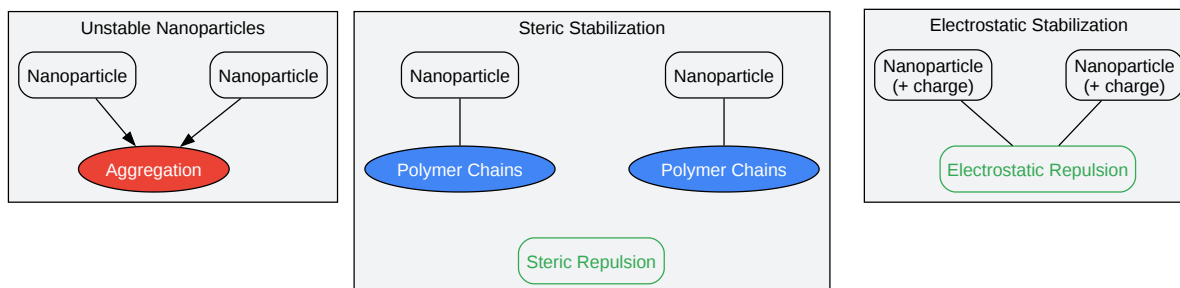 Unstable Nanoparticles
Nanoparticle
Nanoparticle
Aggregation
Steric Stabilization
Nanoparticle
Nanoparticle
Polymer Chains
Polymer Chains
Steric Repulsion
Electrostatic Stabilization
Nanoparticle
(+ charge)
Nanoparticle
(+ charge)
Electrostatic Repulsion